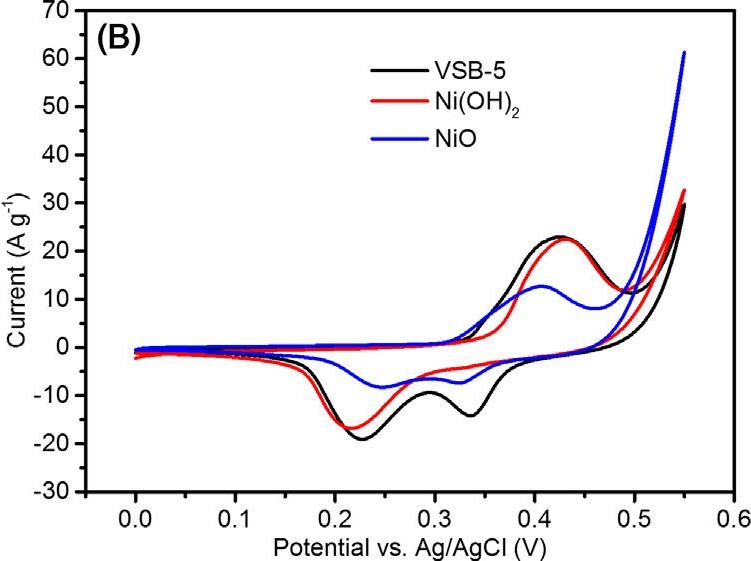 (B)
VSB-5
Ni(OH)₂
NiO
Current (A g⁻¹)
70
60
50
40
30
20
10
0
-10
-20
-30
0.0 0.1 0.2 0.3 0.4 0.5 0.6
Potential vs. Ag/AgCl (V)